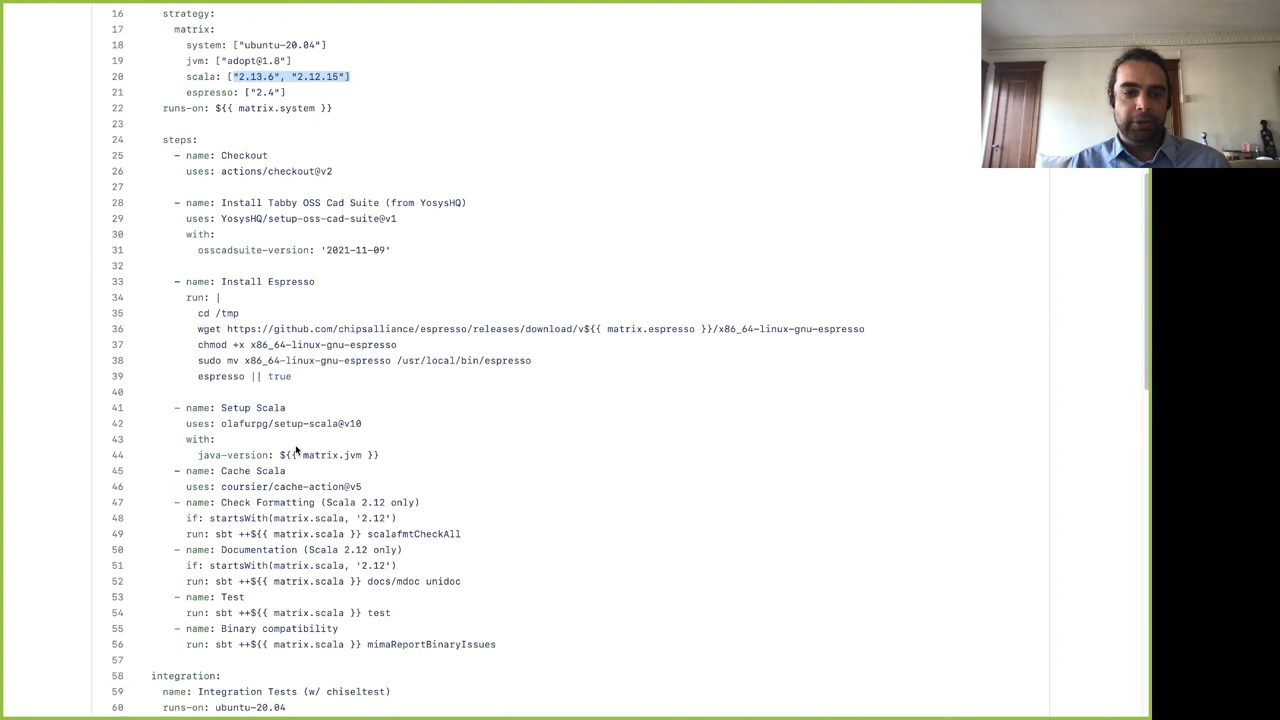 16 strategy:
17 matrix:
18 system: ["ubuntu-20.04"]
19 jvm: ["adopt@1.8"]
20 scala: ["2.13.6", "2.12.15"]
21 espresso: ["2.4"]
22 runs-on: ${{ matrix.system }}
23
24 steps:
25 - name: Checkout
26 uses: actions/checkout@v2
27
28 - name: Install Tabby OSS Cad Suite (from YosysHQ)
29 uses: YosysHQ/setup-oss-cad-suite@v1
30 with:
31 osscadsuite-version: '2021-11-09'
32
33 - name: Install Espresso
34 run: |
35 cd /tmp
36 wget https://github.com/chipsalliance/espresso/releases/download/v${{ matrix.espresso }}/x86_64-linux-gnu-espresso
37 chmod +x x86_64-linux-gnu-espresso
38 sudo mv x86_64-linux-gnu-espresso /usr/local/bin/espresso
39 espresso || true
40
41 - name: Setup Scala
42 uses: olafurpg/setup-scala@v10
43 with:
44 java-version: ${{ matrix.jvm }}
45 - name: Cache Scala
46 uses: coursier/cache-action@v5
47 - name: Check Formatting (Scala 2.12 only)
48 if: startsWith(matrix.scala, '2.12')
49 run: sbt ++${{ matrix.scala }} scalafmtCheckAll
50 - name: Documentation (Scala 2.12 only)
51 if: startsWith(matrix.scala, '2.12')
52 run: sbt ++${{ matrix.scala }} docs/mdoc unidoc
53 - name: Test
54 run: sbt ++${{ matrix.scala }} test
55 - name: Binary compatibility
56 run: sbt ++${{ matrix.scala }} mimaReportBinaryIssues
57
58 integration:
59 name: Integration Tests (w/ chiseltest)
60 runs-on: ubuntu-20.04